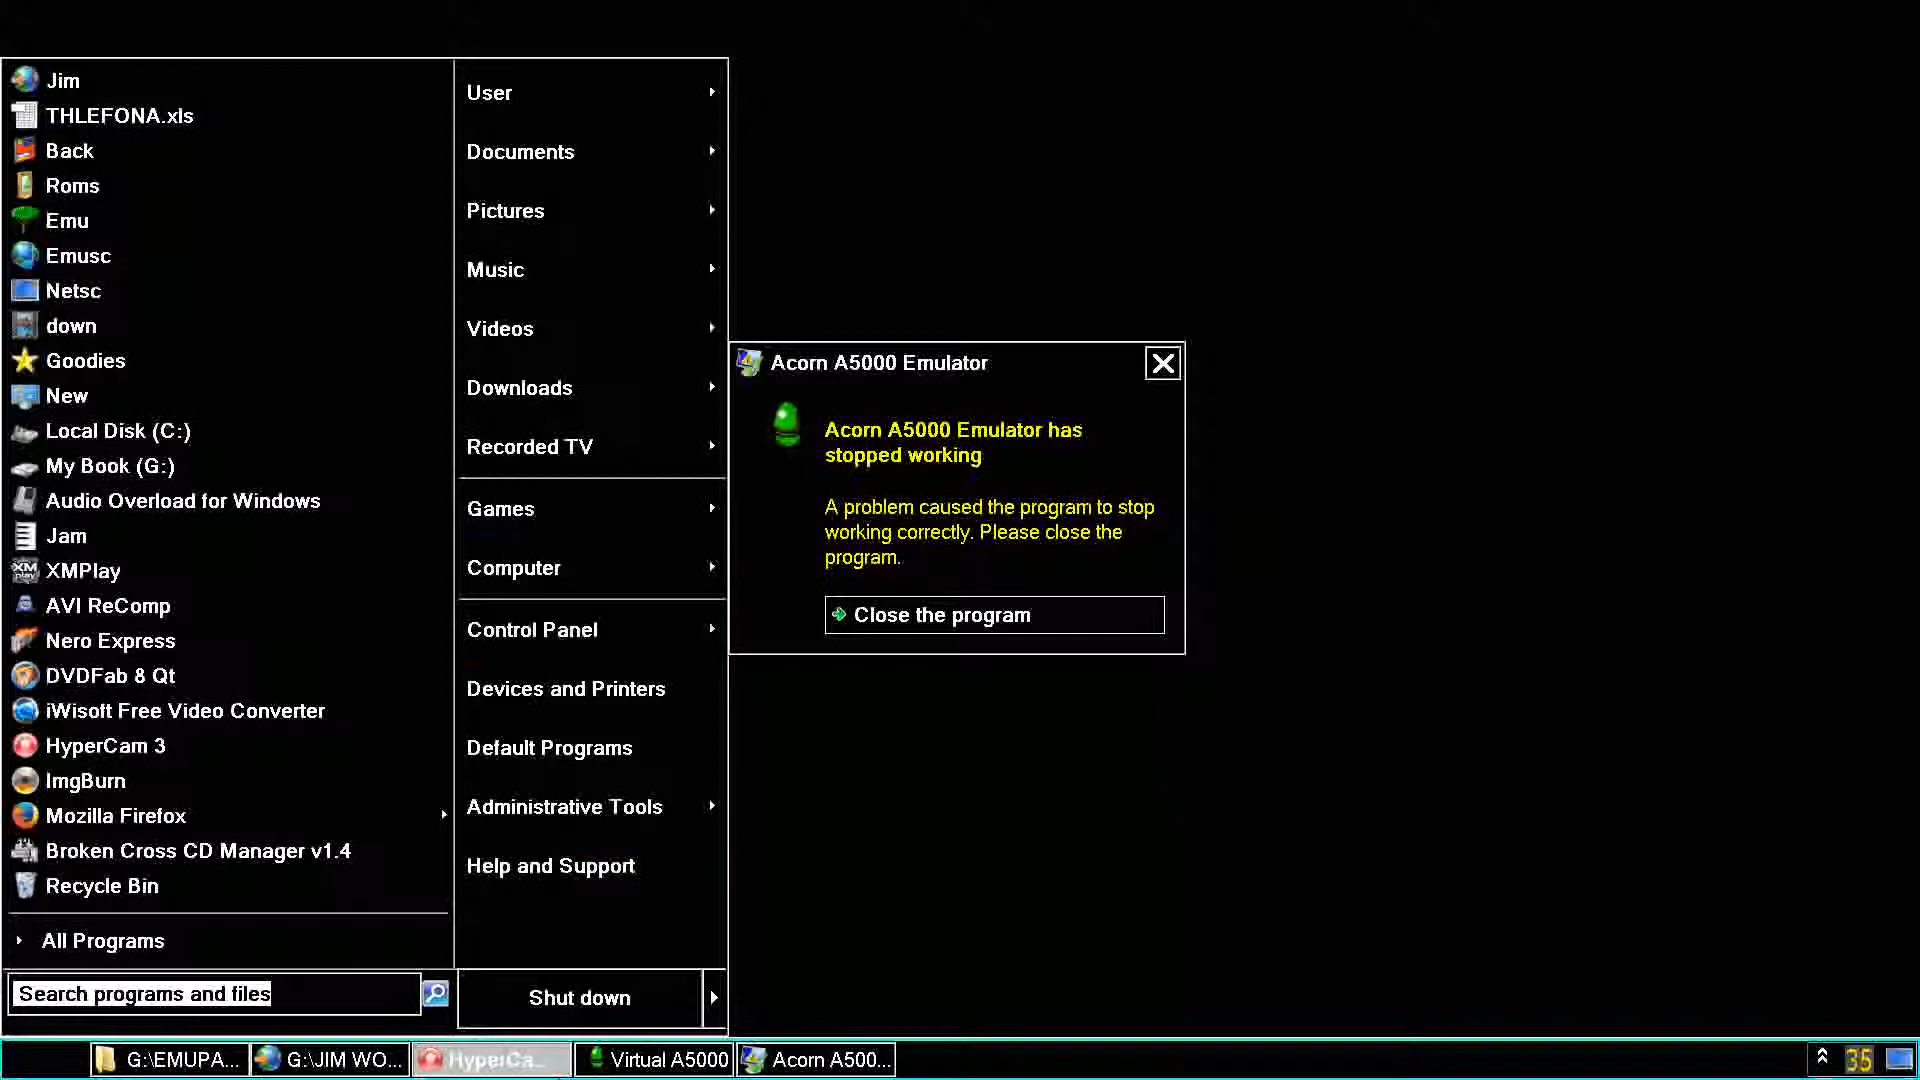 Jim
THLEFONA.xls
Back
Roms
Emu
Emusc
Netsc
down
Goodies
New
Local Disk (C:)
My Book (G:)
Audio Overload for Windows
Jam
XMPlay
AVI ReComp
Nero Express
DVDFab 8 Qt
iWisoft Free Video Converter
HyperCam 3
ImgBurn
Mozilla Firefox
Broken Cross CD Manager v1.4
Recycle Bin
All Programs
Search programs and files
User
Documents
Pictures
Music
Videos
Downloads
Recorded TV
Games
Computer
Control Panel
Devices and Printers
Default Programs
Administrative Tools
Help and Support
Shut down
Acorn A5000 Emulator
Acorn A5000 Emulator has
stopped working
A problem caused the program to stop
working correctly. Please close the
program.
Close the program
G:\EMUPA...
G:\JIM WO...
HyperCa...
Virtual A5000
Acorn A500...
35